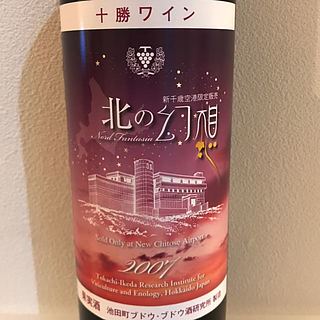 十勝ワイン
新千歳空港限定販売
北の幻想
Nord Fantasia
Sold Only at New Chitose Airport
2007
Tokachi-Ikeda Research Institute for
Viticulture and Enology, Hokkaido Japan
果実酒 池田町ブドウ・ブドウ酒研究所 製造